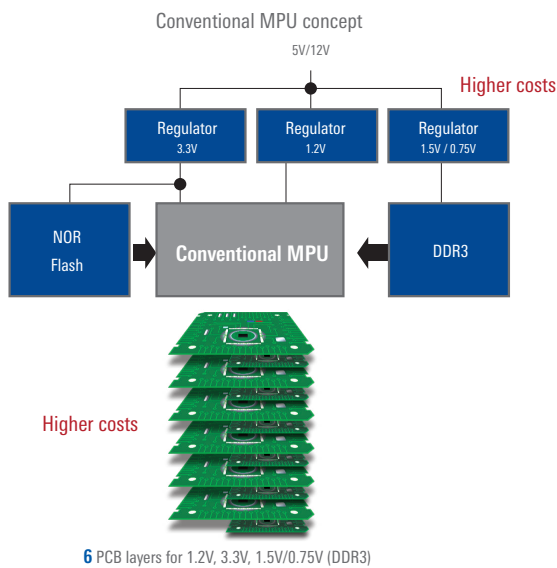 Conventional MPU concept
5V/12V
Higher costs
Regulator
3.3V
Regulator
1.2V
Regulator
1.5V / 0.75V
NOR
Flash
Conventional MPU
DDR3
Higher costs
6 PCB layers for 1.2V, 3.3V, 1.5V/0.75V (DDR3)